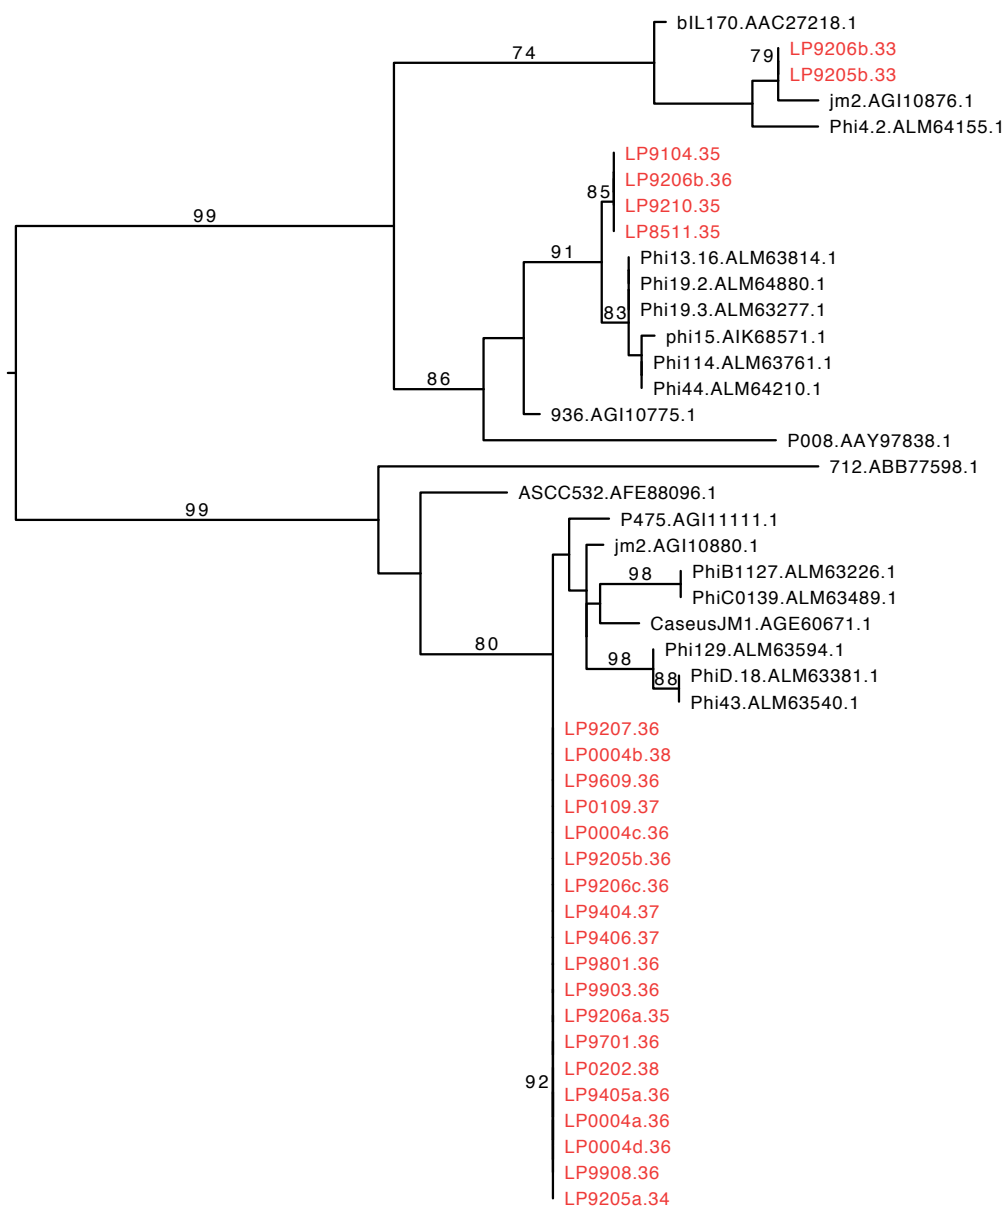 bIL170.AAC27218.1
74
79
LP9206b.33
LP9205b.33
jm2.AGI10876.1
Phi4.2.ALM64155.1
LP9104.35
LP9206b.36
85
LP9210.35
99
LP8511.35
91
Phi13.16.ALM63814.1
Phi19.2.ALM64880.1
Phi19.3.ALM63277.1
83
phi15.AIK68571.1
Phi114.ALM63761.1
86
Phi44.ALM64210.1
936.AGI10775.1
P008.AAY97838.1
712.ABB77598.1
ASCC532.AFE88096.1
99
P475.AGI11111.1
jm2.AGI10880.1
98
PhiB1127.ALM63226.1
PhiC0139.ALM63489.1
CaseusJM1.AGE60671.1
80
Phi129.ALM63594.1
98
88
PhiD.18.ALM63381.1
Phi43.ALM63540.1
LP9207.36
LP0004b.38
LP9609.36
LP0109.37
LP0004c.36
LP9205b.36
LP9206c.36
LP9404.37
LP9406.37
LP9801.36
LP9903.36
LP9206a.35
LP9701.36
LP0202.38
92
LP9405a.36
LP0004a.36
LP0004d.36
LP9908.36
LP9205a.34